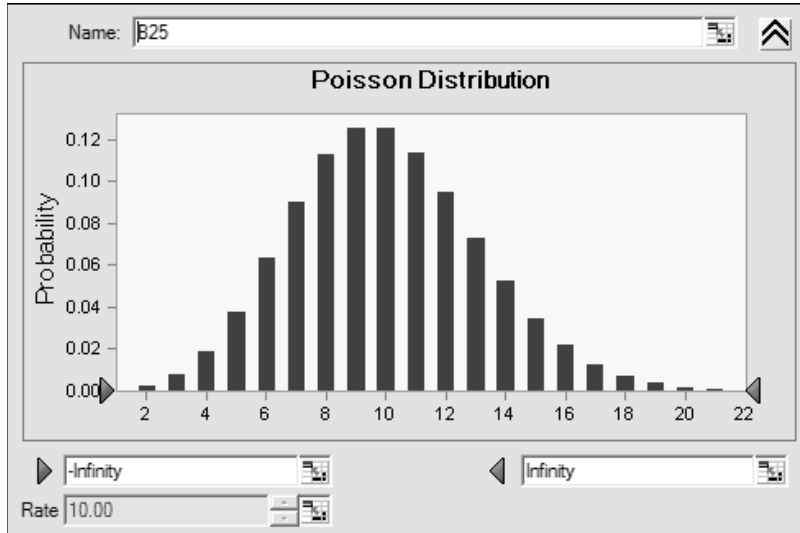 Name: B25
Poisson Distribution
Probability
0.12
0.10
0.08
0.06
0.04
0.02
0.00
2 4 6 8 10 12 14 16 18 20 22
-Infinity Infinity
Rate 10.00